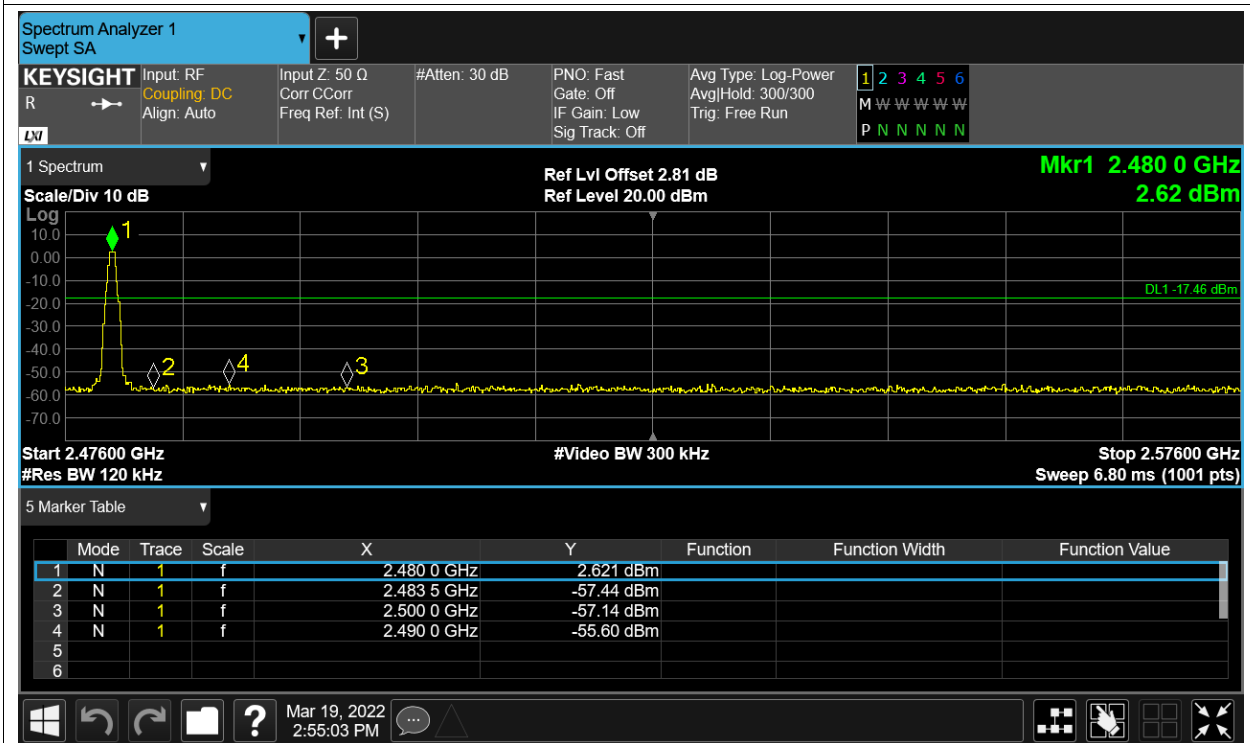 Spectrum Analyzer 1
Swept SA
KEYSIGHT
R
LXI
Input: RF
Coupling: DC
Align: Auto
Input Z: 50 Ω
Corr CCorr
Freq Ref: Int (S)
#Atten: 30 dB
PNO: Fast
Gate: Off
IF Gain: Low
Sig Track: Off
Avg Type: Log-Power
Avg|Hold: 300/300
Trig: Free Run
1 2 3 4 5 6
M W W W W W
P N N N N N
1 Spectrum
Scale/Div 10 dB
Ref Lvl Offset 2.81 dB
Ref Level 20.00 dBm
Mkr1 2.480 0 GHz
2.62 dBm
Log
10.0
0.00
-10.0
-20.0
-30.0
-40.0
-50.0
-60.0
-70.0
1
DL1 -17.46 dBm
2
4
3
Start 2.47600 GHz
#Video BW 300 kHz
Stop 2.57600 GHz
#Res BW 120 kHz
Sweep 6.80 ms (1001 pts)
5 Marker Table
Mode Trace Scale X Y Function Function Width Function Value
1 N 1 f 2.480 0 GHz 2.621 dBm
2 N 1 f 2.483 5 GHz -57.44 dBm
3 N 1 f 2.500 0 GHz -57.14 dBm
4 N 1 f 2.490 0 GHz -55.60 dBm
5
6
?
Mar 19, 2022
2:55:03 PM